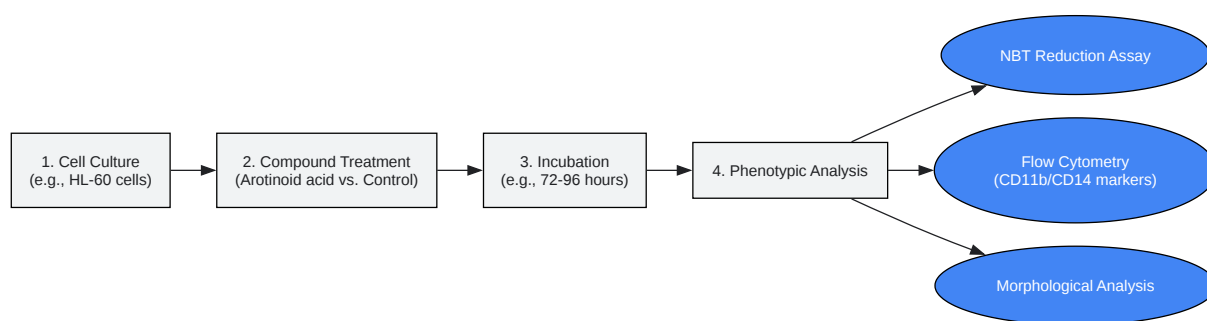 1. Cell Culture
(e.g., HL-60 cells)
2. Compound Treatment
(Arotinoid acid vs. Control)
3. Incubation
(e.g., 72-96 hours)
4. Phenotypic Analysis
NBT Reduction Assay
Flow Cytometry
(CD11b/CD14 markers)
Morphological Analysis